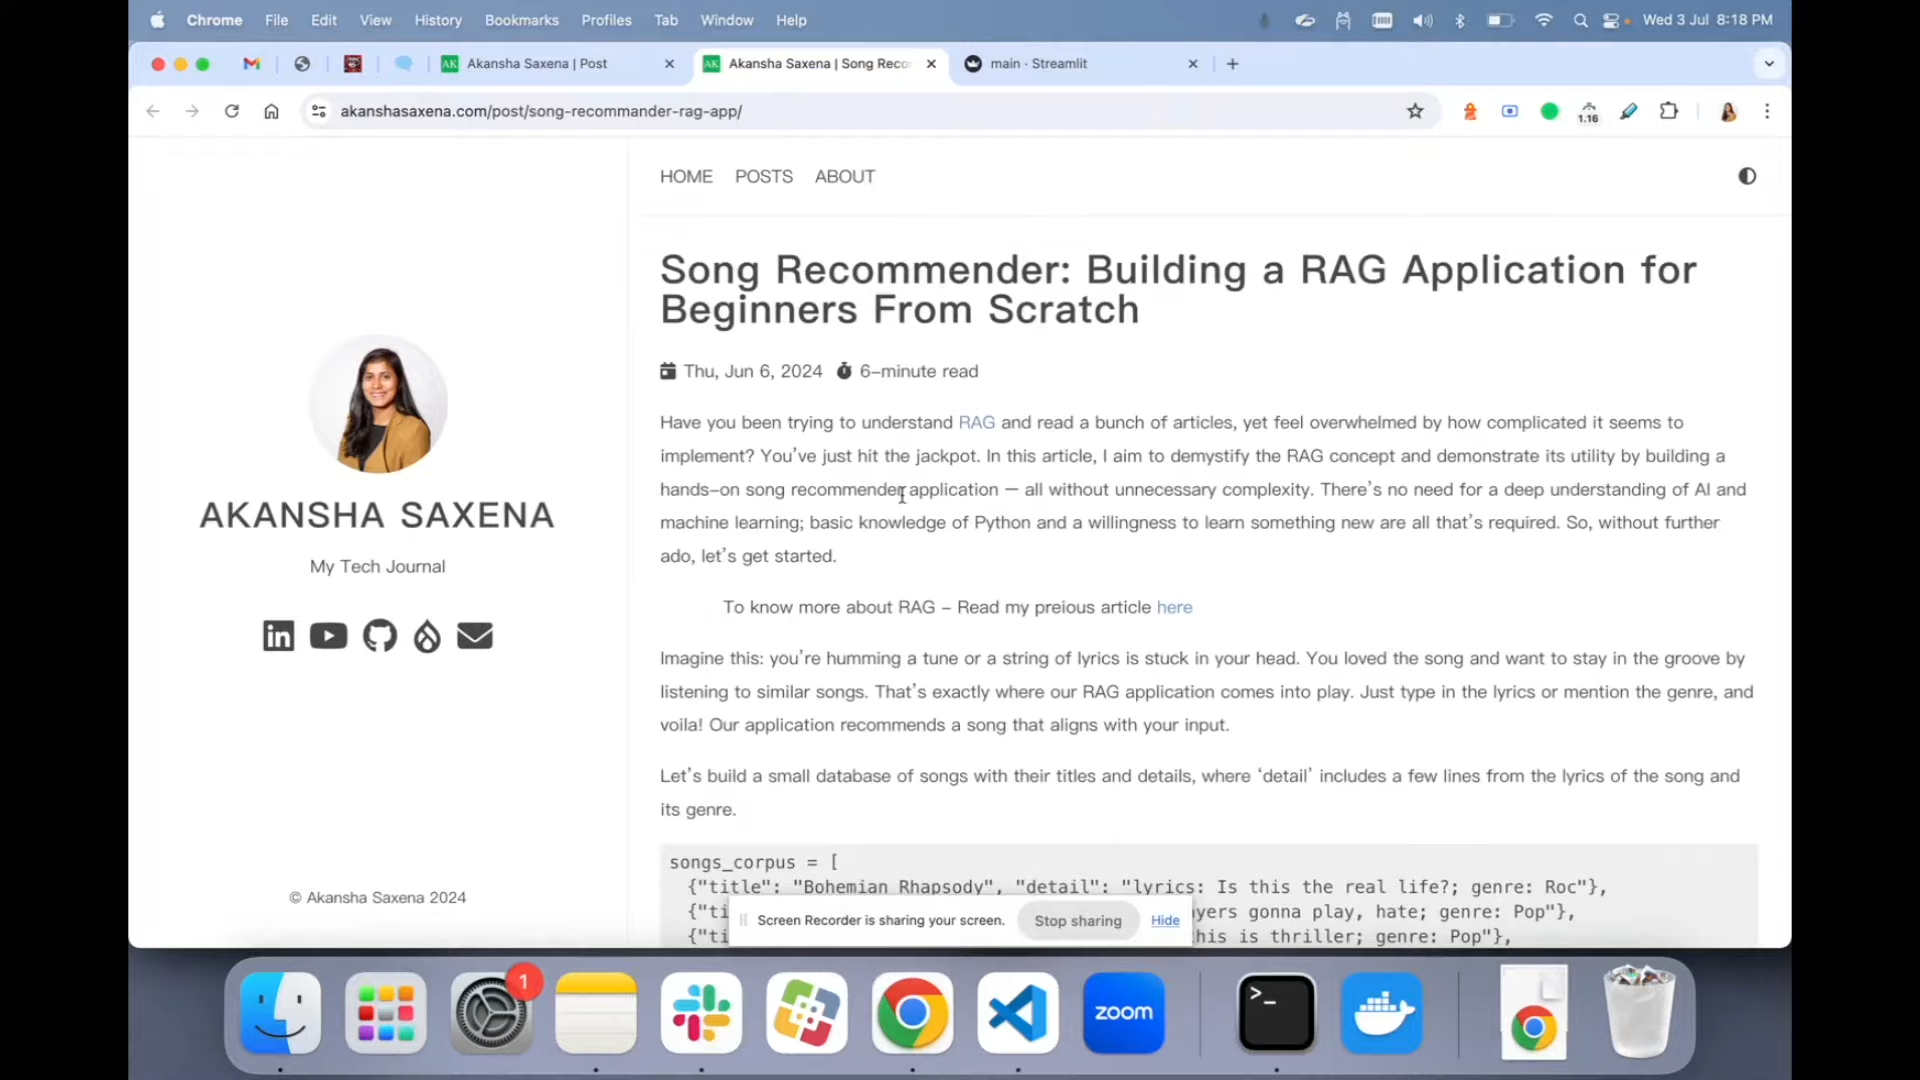 Chrome File Edit View History Bookmarks Profiles Tab Window Help Wed 3 Jul 8:18 PM
Akansha Saxena | Post
Akansha Saxena | Song Reco
main · Streamlit
akanshasaxena.com/post/song-recommander-rag-app/
1.16
HOME POSTS ABOUT
Song Recommender: Building a RAG Application for
Beginners From Scratch
Thu, Jun 6, 2024 6-minute read
Have you been trying to understand RAG and read a bunch of articles, yet feel overwhelmed by how complicated it seems to
implement? You've just hit the jackpot. In this article, I aim to demystify the RAG concept and demonstrate its utility by building a
hands-on song recommender application — all without unnecessary complexity. There's no need for a deep understanding of AI and
machine learning; basic knowledge of Python and a willingness to learn something new are all that's required. So, without further
ado, let's get started.
To know more about RAG - Read my preious article here
Imagine this: you're humming a tune or a string of lyrics is stuck in your head. You loved the song and want to stay in the groove by
listening to similar songs. That's exactly where our RAG application comes into play. Just type in the lyrics or mention the genre, and
voila! Our application recommends a song that aligns with your input.
Let's build a small database of songs with their titles and details, where 'detail' includes a few lines from the lyrics of the song and
its genre.
songs_corpus = [
{"title": "Bohemian Rhapsody", "detail": "lyrics: Is this the real life?; genre: Roc"},
{"ti ayers gonna play, hate; genre: Pop"},
{"ti his is thriller; genre: Pop"},
AK
AKANSHA SAXENA
My Tech Journal
© Akansha Saxena 2024
Screen Recorder is sharing your screen. Stop sharing Hide
1
zoom